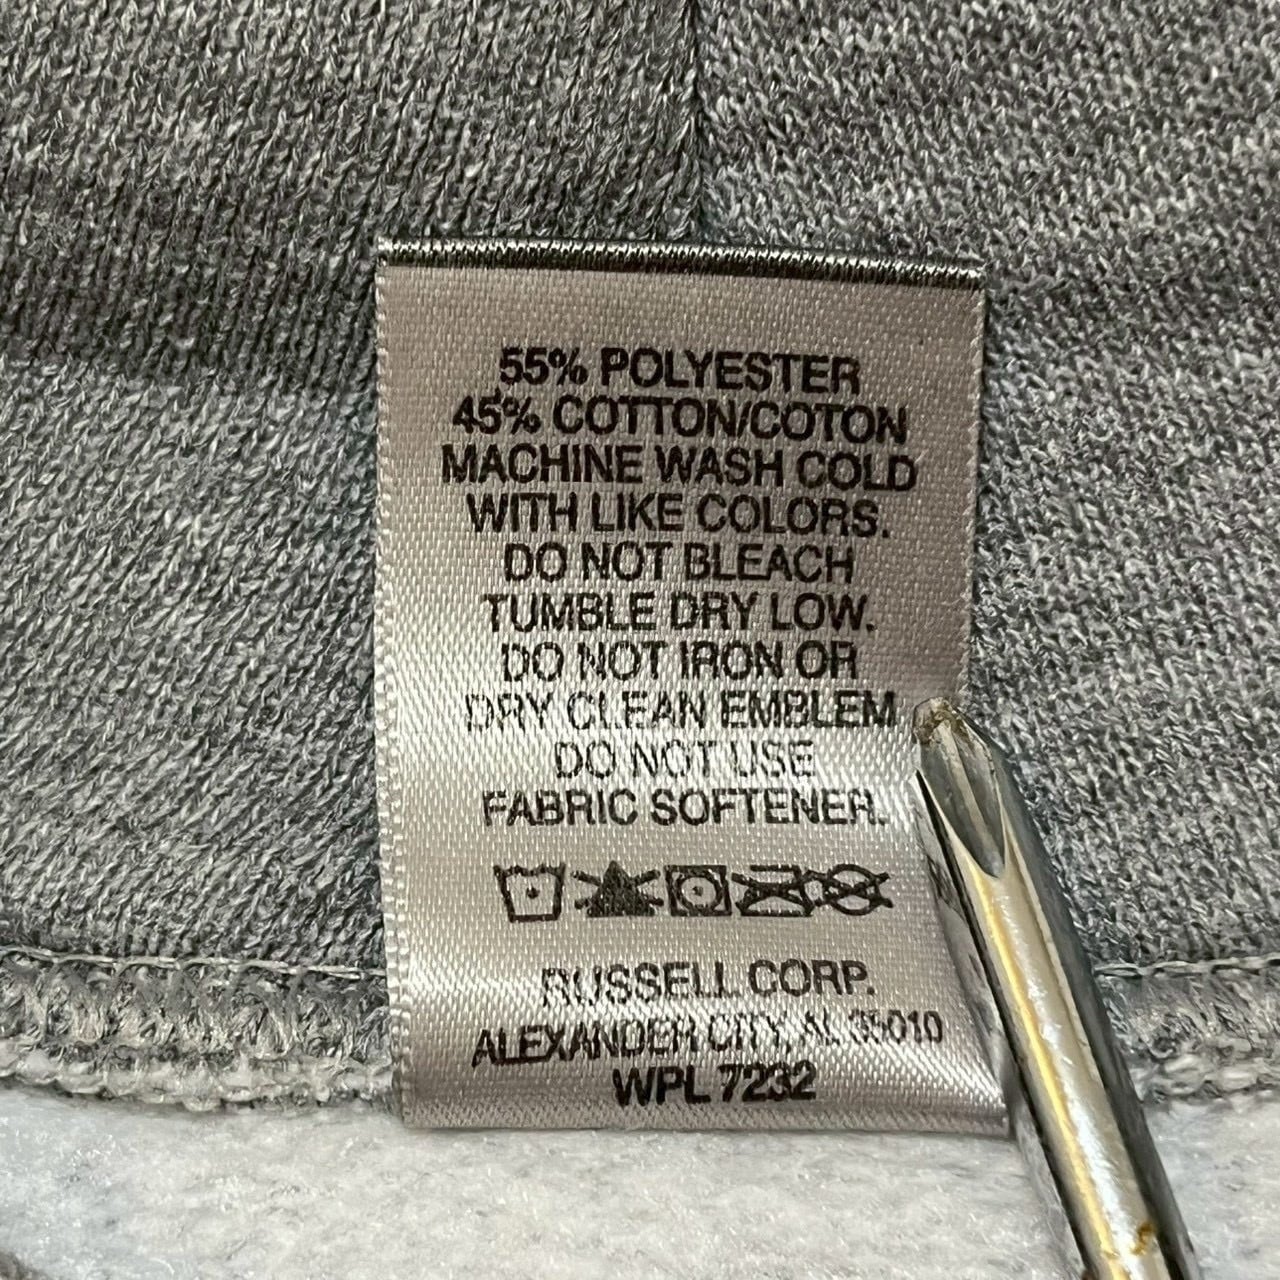 55% POLYESTER
45% COTTON/COTON
MACHINE WASH COLD
WITH LIKE COLORS.
DO NOT BLEACH
TUMBLE DRY LOW.
DO NOT IRON OR
DRY CLEAN EMBLEM
DO NOT USE
FABRIC SOFTENER.
RUSSELL CORP.
ALEXANDER CITY, AL 35010
WPL 7232